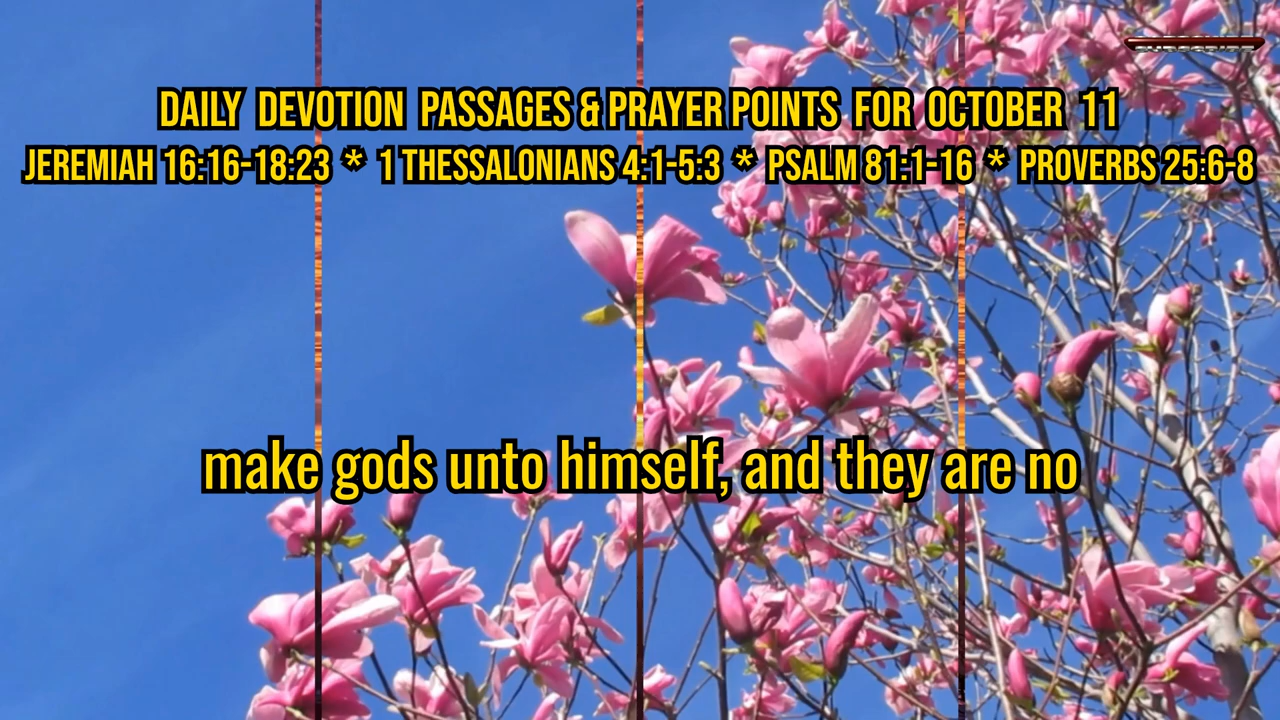 DAILY DEVOTION PASSAGES & PRAYER POINTS FOR OCTOBER 11
JEREMIAH 16:16-18:23 * 1 THESSALONIANS 4:1-5:3 * PSALM 81:1-16 * PROVERBS 25:6-8
make gods unto himself, and they are no